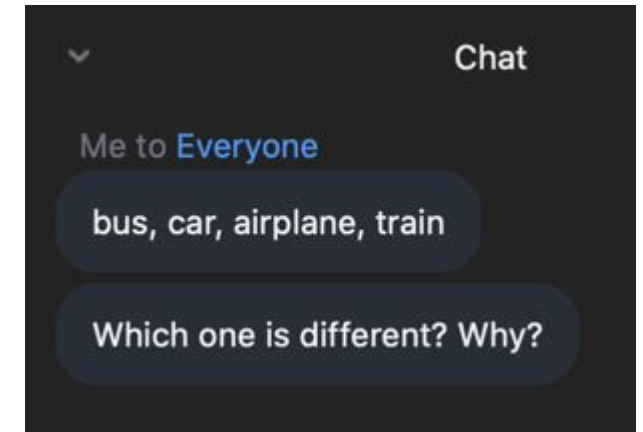 Chat
Me to Everyone
bus, car, airplane, train
Which one is different? Why?